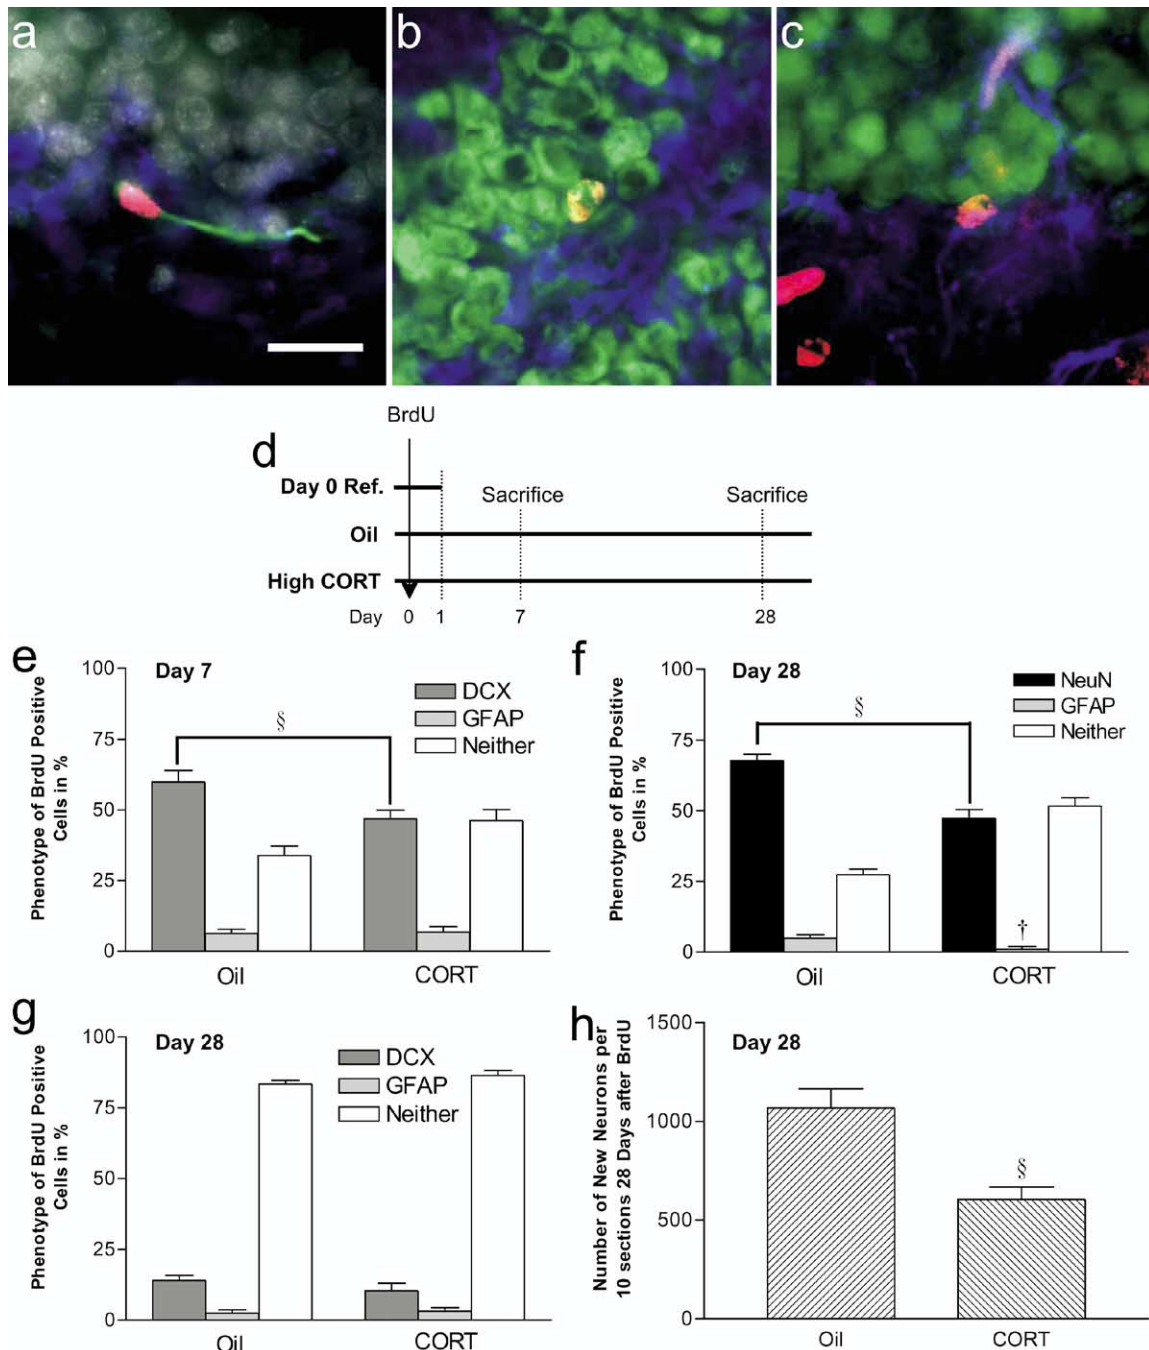 a
b
c
d
BrdU
Day 0 Ref.
Sacrifice
Sacrifice
Oil
High CORT
Day 0 1 7 28
e
Day 7
Phenotype of BrdU Positive
Cells in %
100
75
50
25
0
§
DCX
GFAP
Neither
Oil
CORT
f
Day 28
Phenotype of BrdU Positive
Cells in %
100
75
50
25
0
§
†
NeuN
GFAP
Neither
Oil
CORT
g
Day 28
Phenotype of BrdU Positive
Cells in %
100
75
50
25
0
DCX
GFAP
Neither
Oil
CORT
h
Day 28
Number of New Neurons per
10 sections 28 Days after BrdU
1500
1000
500
0
§
Oil
CORT